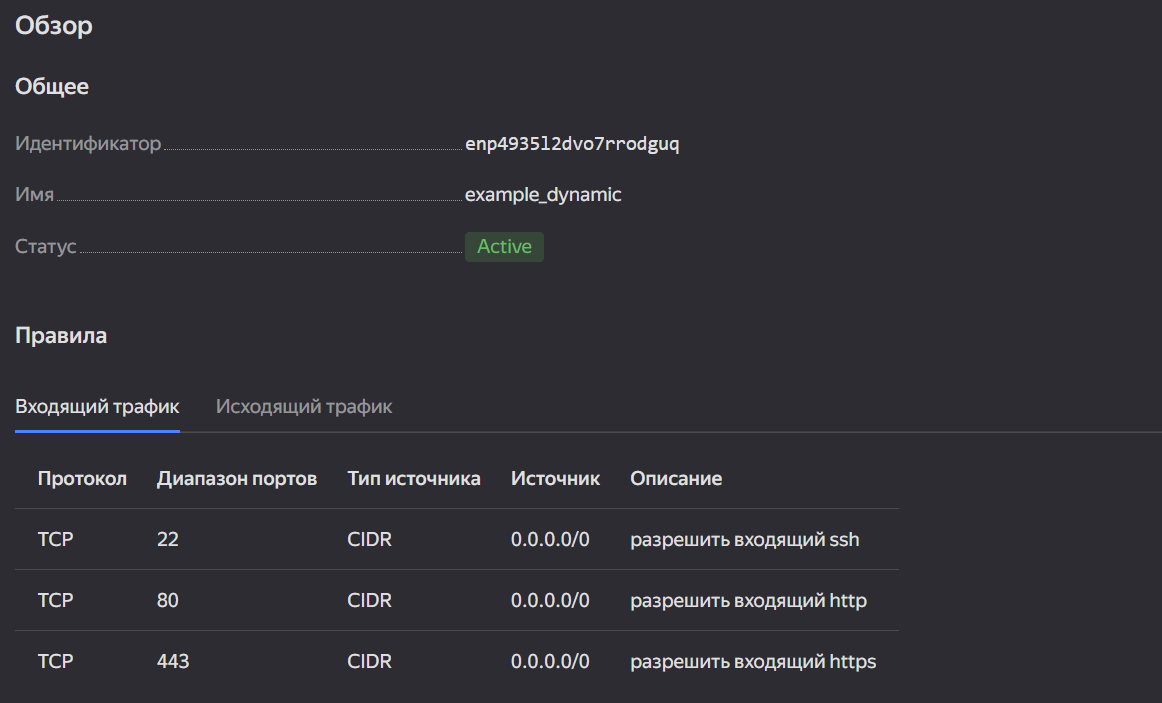 Обзор
Общее
Идентификатор enp4935l2dvo7rrodguq
Имя example_dynamic
Статус Active
Правила
Входящий трафик Исходящий трафик
Протокол Диапазон портов Тип источника Источник Описание
TCP 22 CIDR 0.0.0.0/0 разрешить входящий ssh
TCP 80 CIDR 0.0.0.0/0 разрешить входящий http
TCP 443 CIDR 0.0.0.0/0 разрешить входящий https